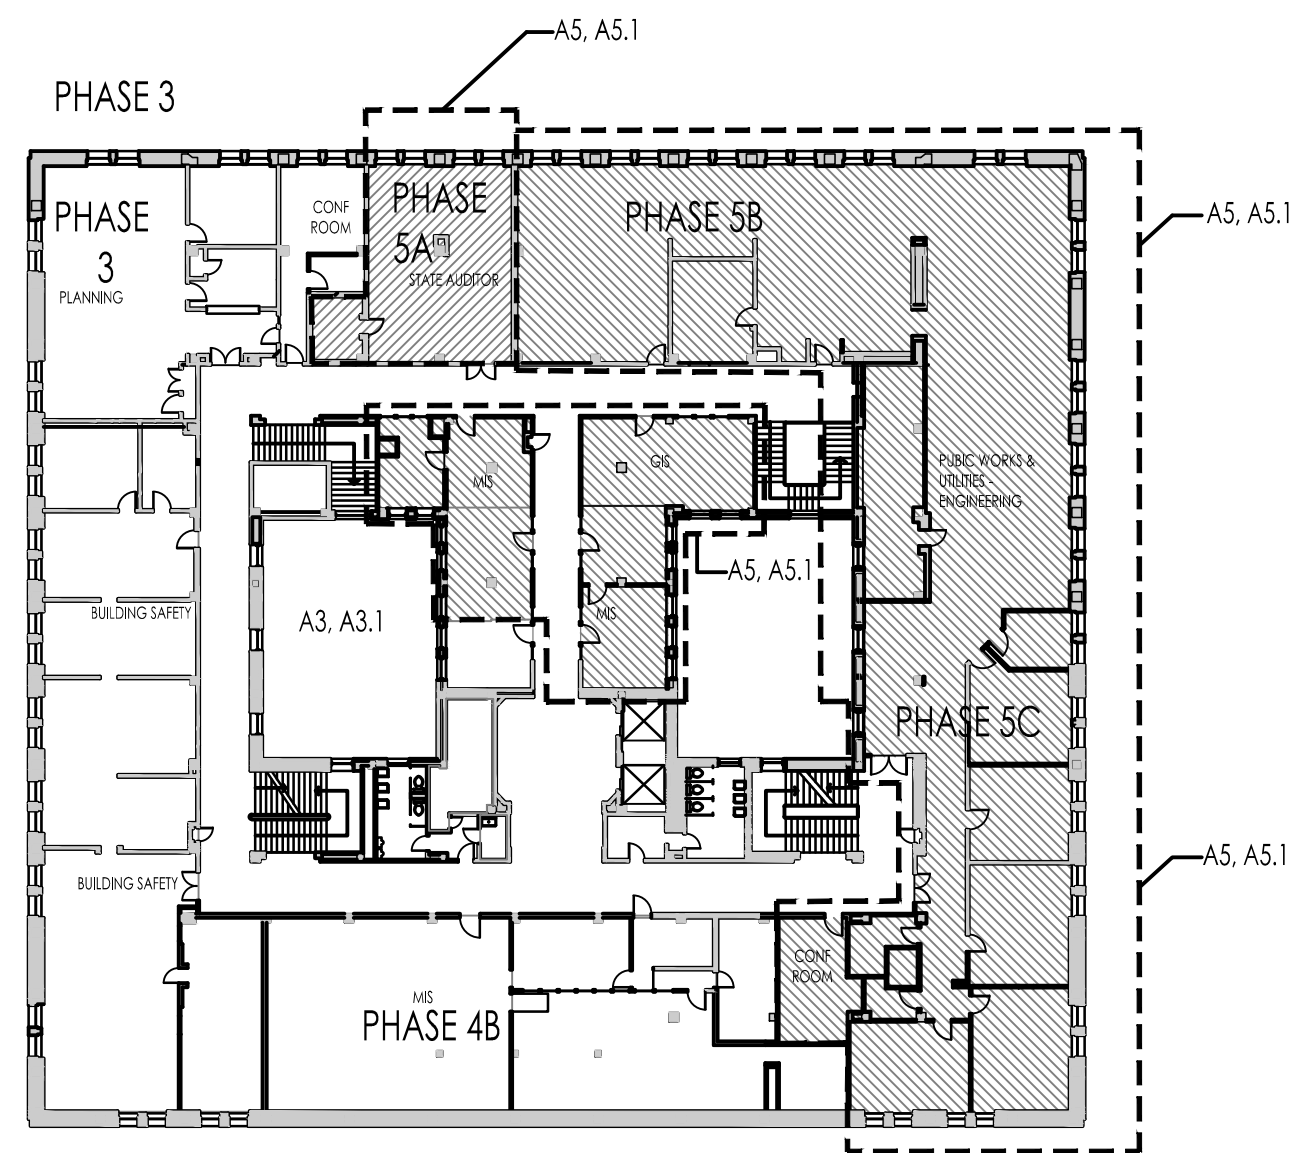 A5, A5.1
PHASE 3
PHASE
3
PLANNING
CONF
ROOM
PHASE
5A
STATE AUDITOR
PHASE 5B
A5, A5.1
MIS
GIS
PUBIC WORKS &
UTILITIES -
ENGINEERING
A5, A5.1
BUILDING SAFETY
A3, A3.1
MIS
PHASE 5C
A5, A5.1
BUILDING SAFETY
CONF
ROOM
MIS
PHASE 4B